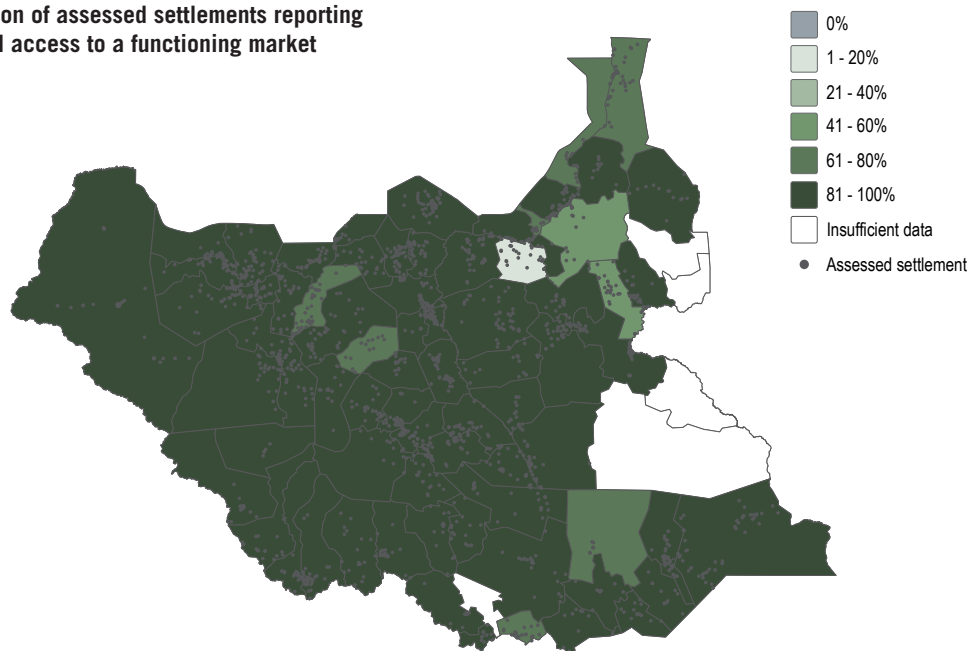 on of assessed settlements reporting
access to a functioning market
0%
1 - 20%
21 - 40%
41 - 60%
61 - 80%
81 - 100%
Insufficient data
Assessed settlement